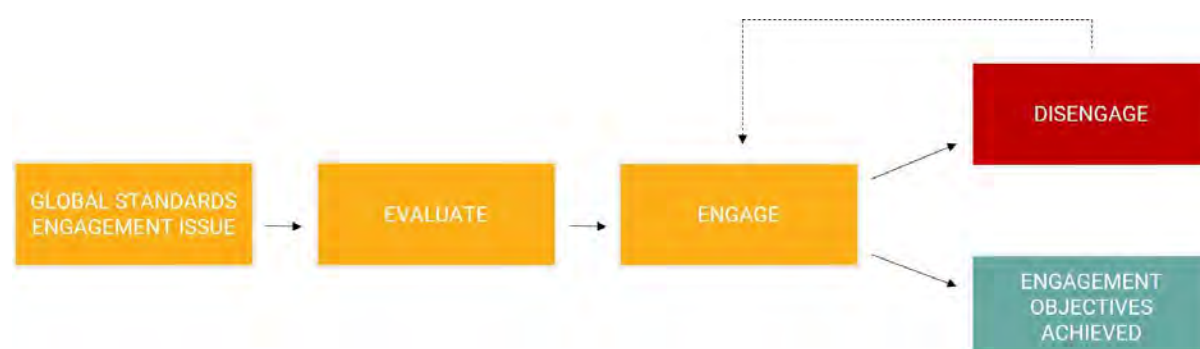 GLOBAL STANDARDS
ENGAGEMENT ISSUE
EVALUATE
ENGAGE
DISENGAGE
ENGAGEMENT
OBJECTIVES
ACHIEVED